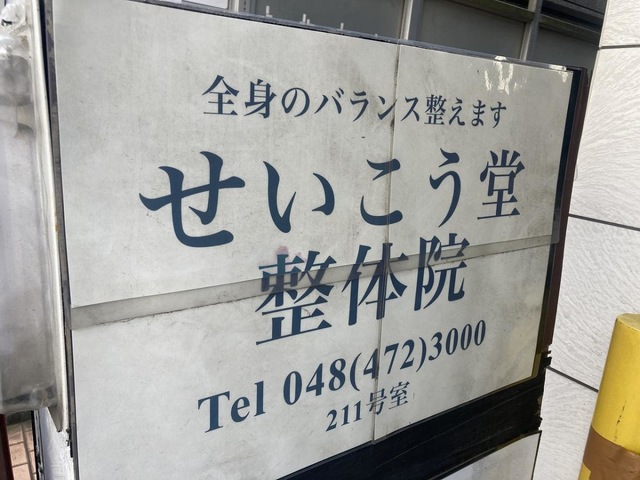 全身のバランス整えます
せいこう堂
整体院
Tel 048(472)3000
211号室